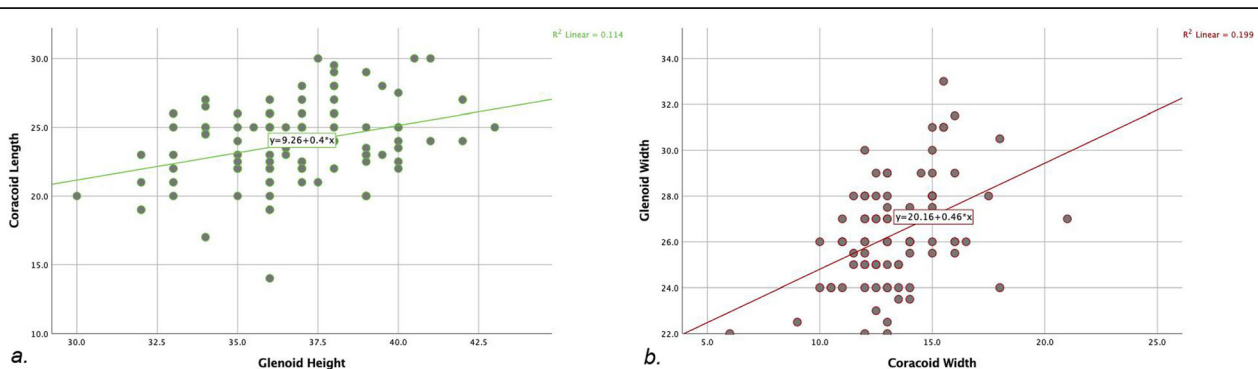 R² Linear = 0.114
Coracoid Length
30.0
25.0
20.0
15.0
10.0
y=9.26+0.4*x
30.0 32.5 35.0 37.5 40.0 42.5
Glenoid Height
a.
R² Linear = 0.199
Glenoid Width
34.0
32.0
30.0
28.0
26.0
24.0
22.0
y=20.16+0.46*x
5.0 10.0 15.0 20.0 25.0
Coracoid Width
b.